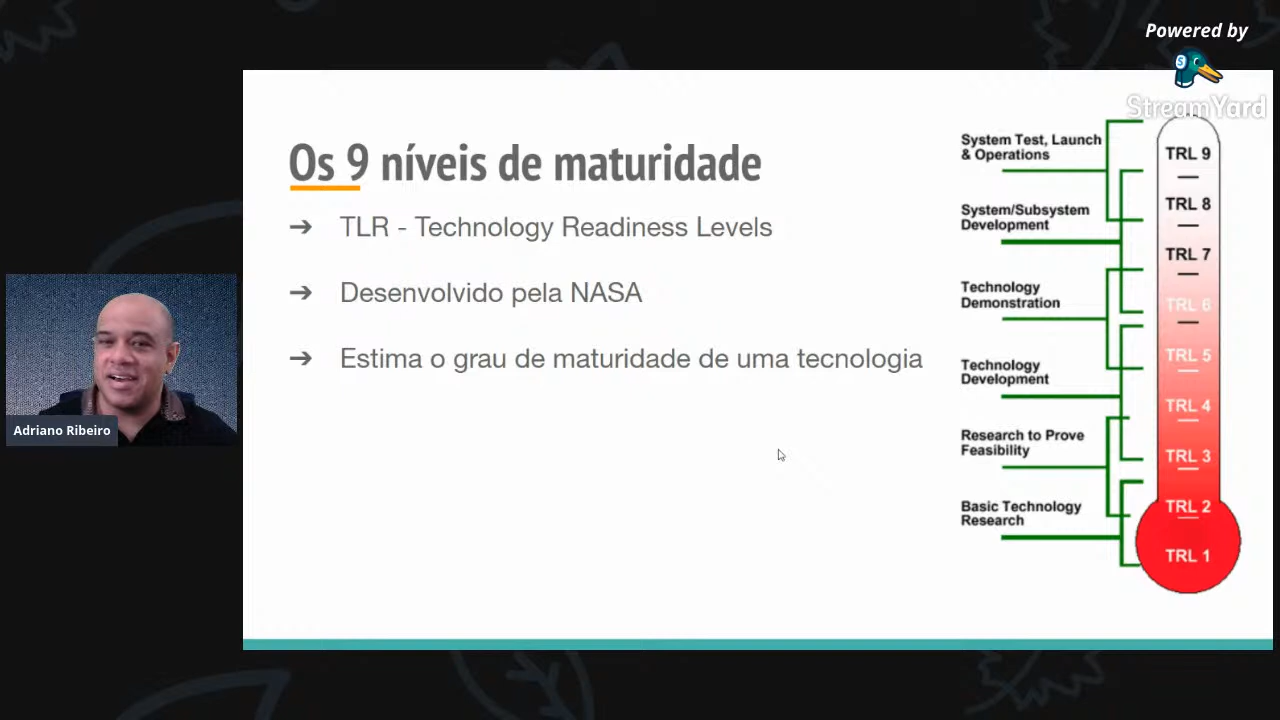 Powered by
StreamYard
Os 9 níveis de maturidade
➔ TLR - Technology Readiness Levels
➔ Desenvolvido pela NASA
➔ Estima o grau de maturidade de uma tecnologia
System Test, Launch
& Operations
System/Subsystem
Development
Technology
Demonstration
Technology
Development
Research to Prove
Feasibility
Basic Technology
Research
TRL 9
TRL 8
TRL 7
TRL 6
TRL 5
TRL 4
TRL 3
TRL 2
TRL 1
Adriano Ribeiro